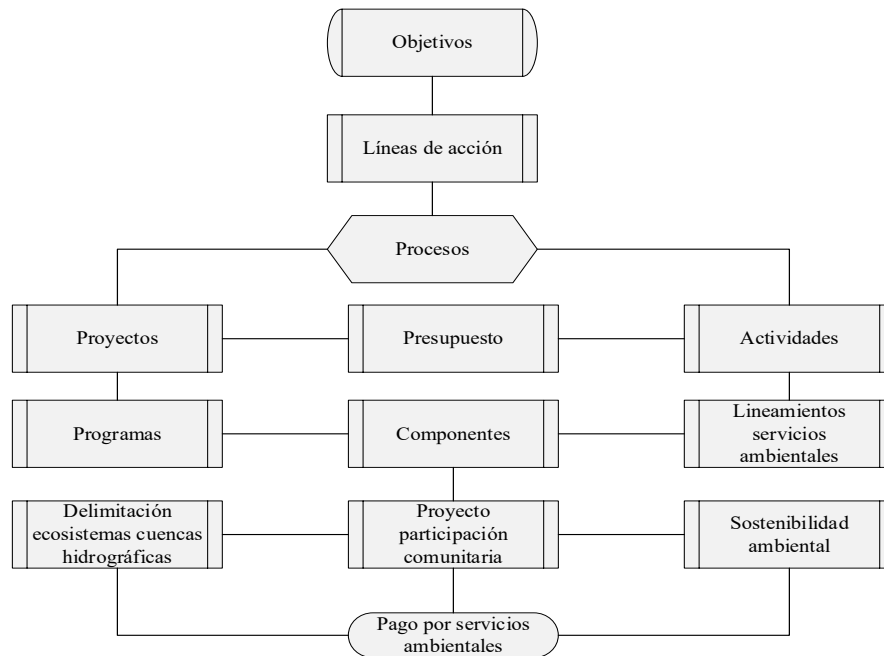 Objetivos
Líneas de acción
Procesos
Proyectos
Presupuesto
Actividades
Programas
Componentes
Lineamientos
servicios
ambientales
Delimitación
ecosistemas cuencas
hidrográficas
Proyecto
participación
comunitaria
Sostenibilidad
ambiental
Pago por servicios
ambientales